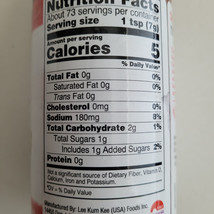 Nutrition Facts
About 73 servings per container
Serving size 1 tsp (7g)
Amount per serving
Calories 5
% Daily Value*
Total Fat 0g 0%
Saturated Fat 0g 0%
Trans Fat 0g
Cholesterol 0mg 0%
Sodium 180mg 8%
Total Carbohydrate 2g 1%
Total Sugars 1g
Includes 1g Added Sugars 2%
Protein 0g
Not a significant source of Dietary Fiber, Vitamin D,
Calcium, Iron and Potassium.
*DV = % Daily Value
Manufactured By: Lee Kum Kee (USA) Foods Inc.